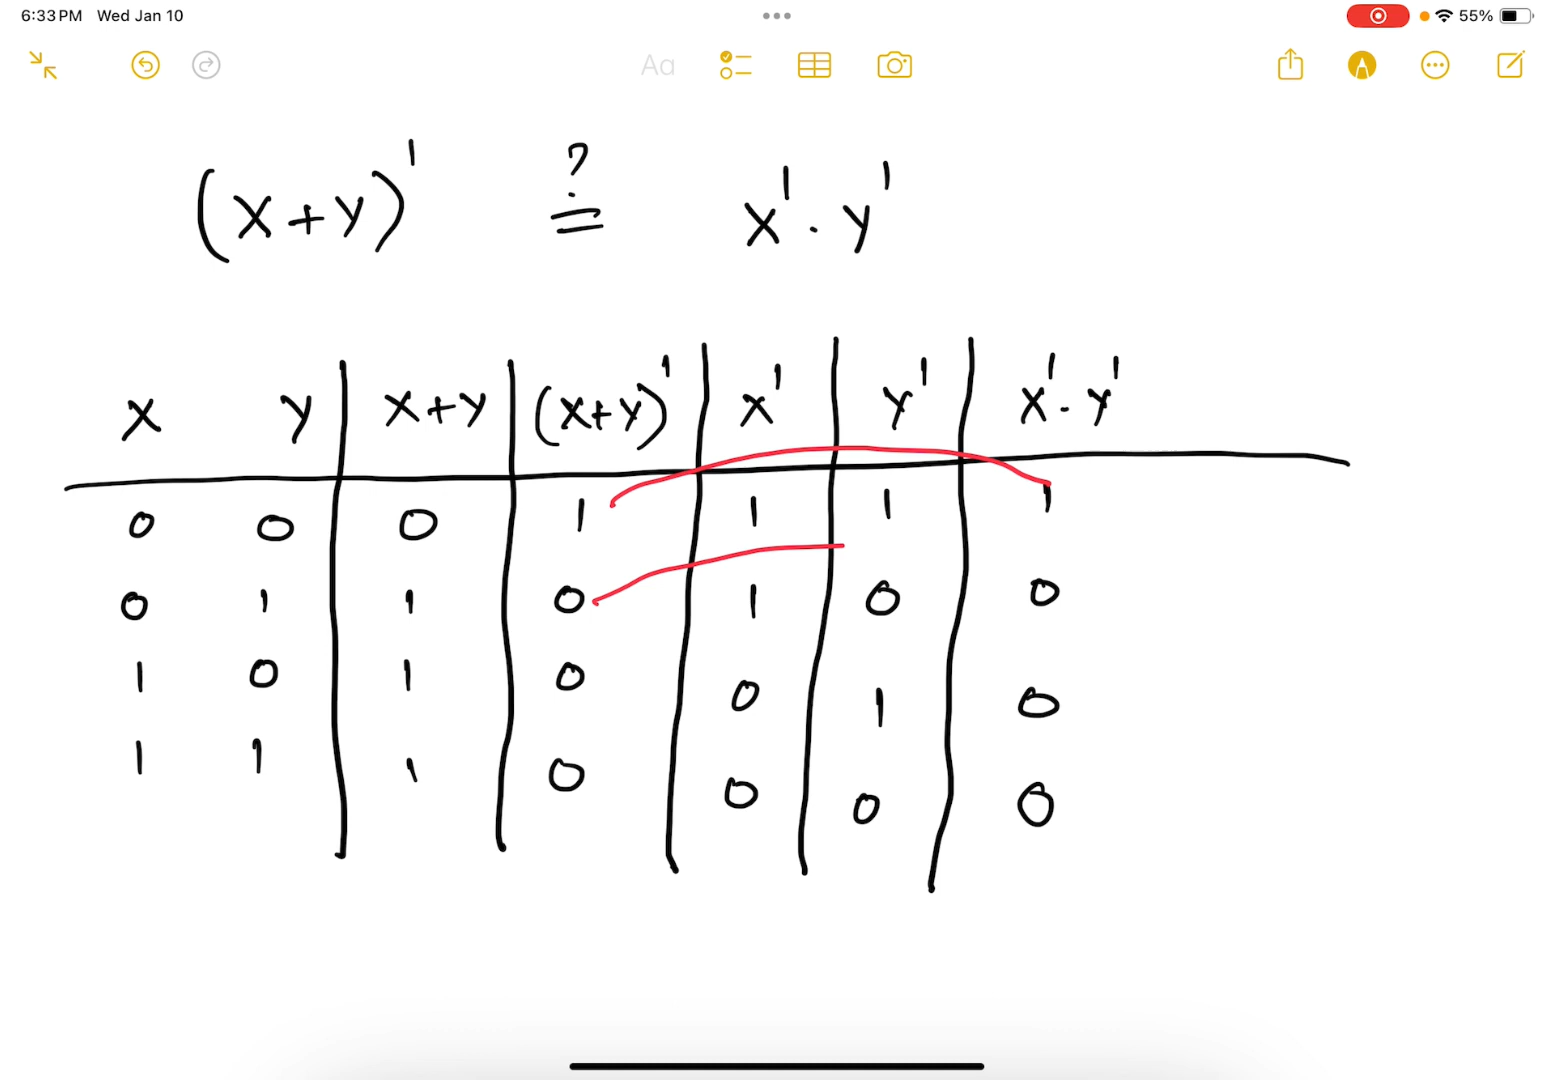 6:33 PM Wed Jan 10 55%
Aa
(x+y)' ?= x'.y'
x y x+y (x+y)' x' y' x'.y'
0 0 0 1 1 1 1
0 1 1 0 1 0 0
1 0 1 0 0 1 0
1 1 1 0 0 0 0